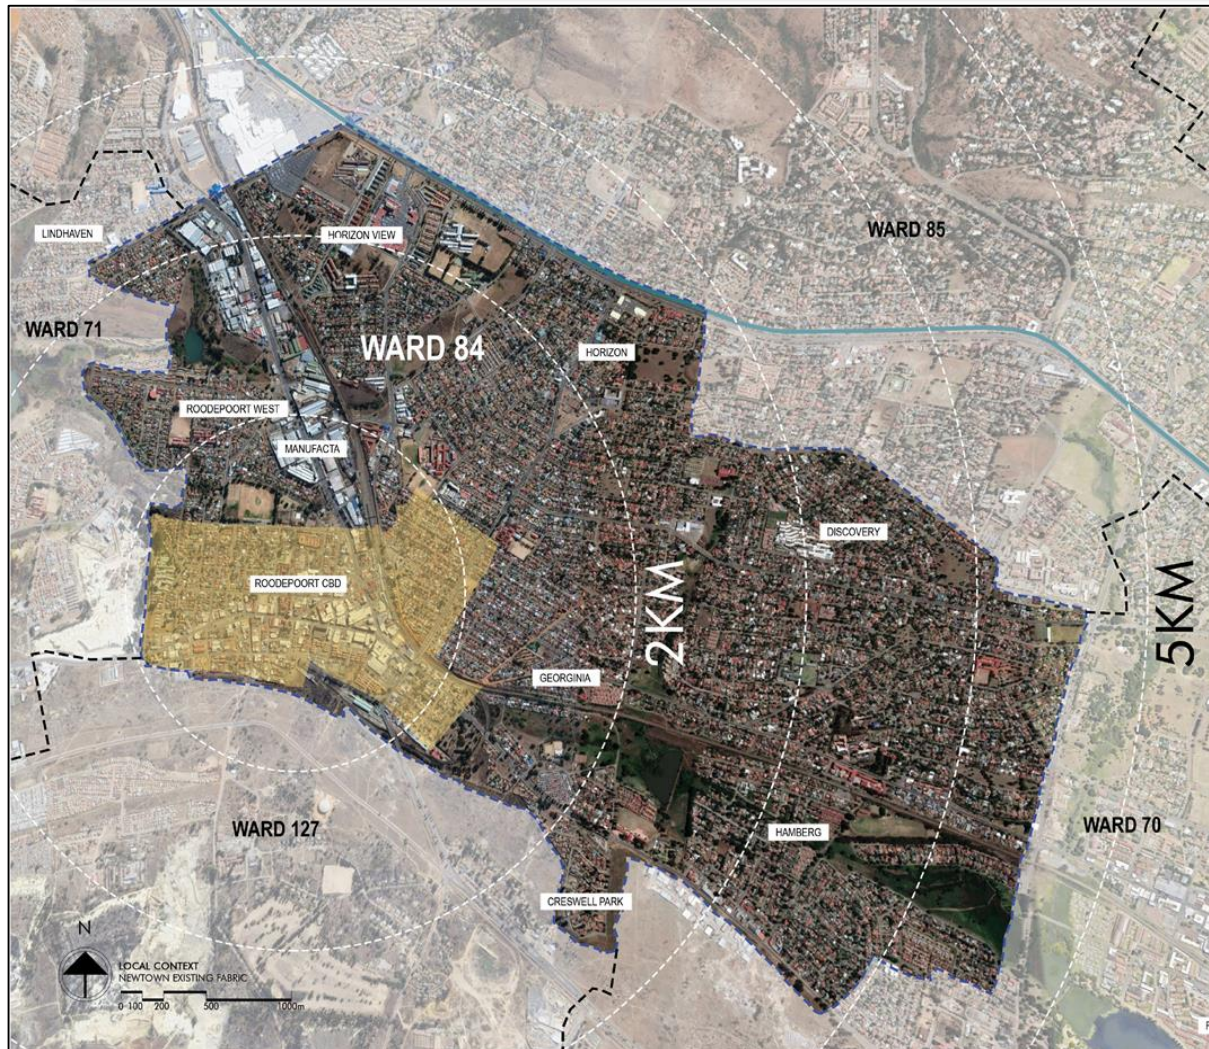 WARD 85
LINDHAVEN
HORIZON VIEW
WARD 71
WARD 84
HORIZON
ROODEPOORT WEST
MANUFACTA
DISCOVERY
ROODEPOORT CBD
2KM
5KM
GEORGINIA
WARD 127
HAMBERG
WARD 70
CRESWELL PARK
N
LOCAL CONTEXT
NEWTOWN EXISTING FABRIC
0 100 200 500 1000m